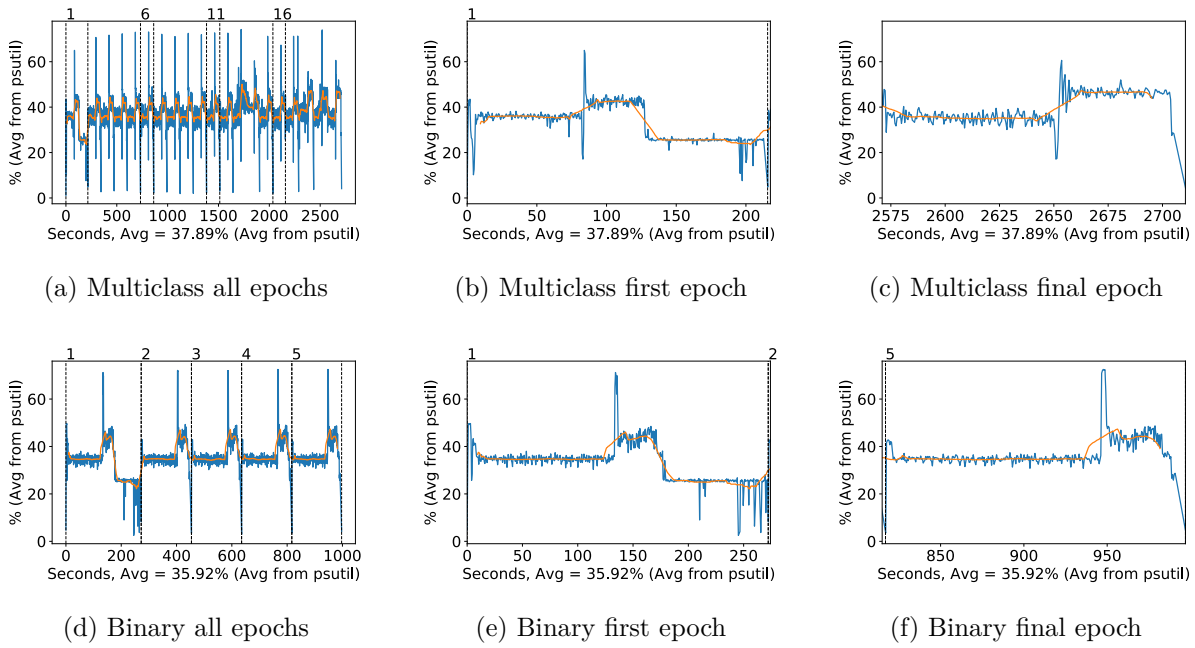 1 6 11 16
% (Avg from psutil)
60
40
20
0
0 500 1000 1500 2000 2500
Seconds, Avg = 37.89% (Avg from psutil)
(a) Multiclass all epochs
1
% (Avg from psutil)
60
40
20
0
0 50 100 150 200
Seconds, Avg = 37.89% (Avg from psutil)
(b) Multiclass first epoch
% (Avg from psutil)
60
40
20
0
2575 2600 2625 2650 2675 2700
Seconds, Avg = 37.89% (Avg from psutil)
(c) Multiclass final epoch
1 2 3 4 5
% (Avg from psutil)
60
40
20
0
0 200 400 600 800 1000
Seconds, Avg = 35.92% (Avg from psutil)
(d) Binary all epochs
1 2
% (Avg from psutil)
60
40
20
0
0 50 100 150 200 250
Seconds, Avg = 35.92% (Avg from psutil)
(e) Binary first epoch
5
% (Avg from psutil)
60
40
20
0
850 900 950
Seconds, Avg = 35.92% (Avg from psutil)
(f) Binary final epoch